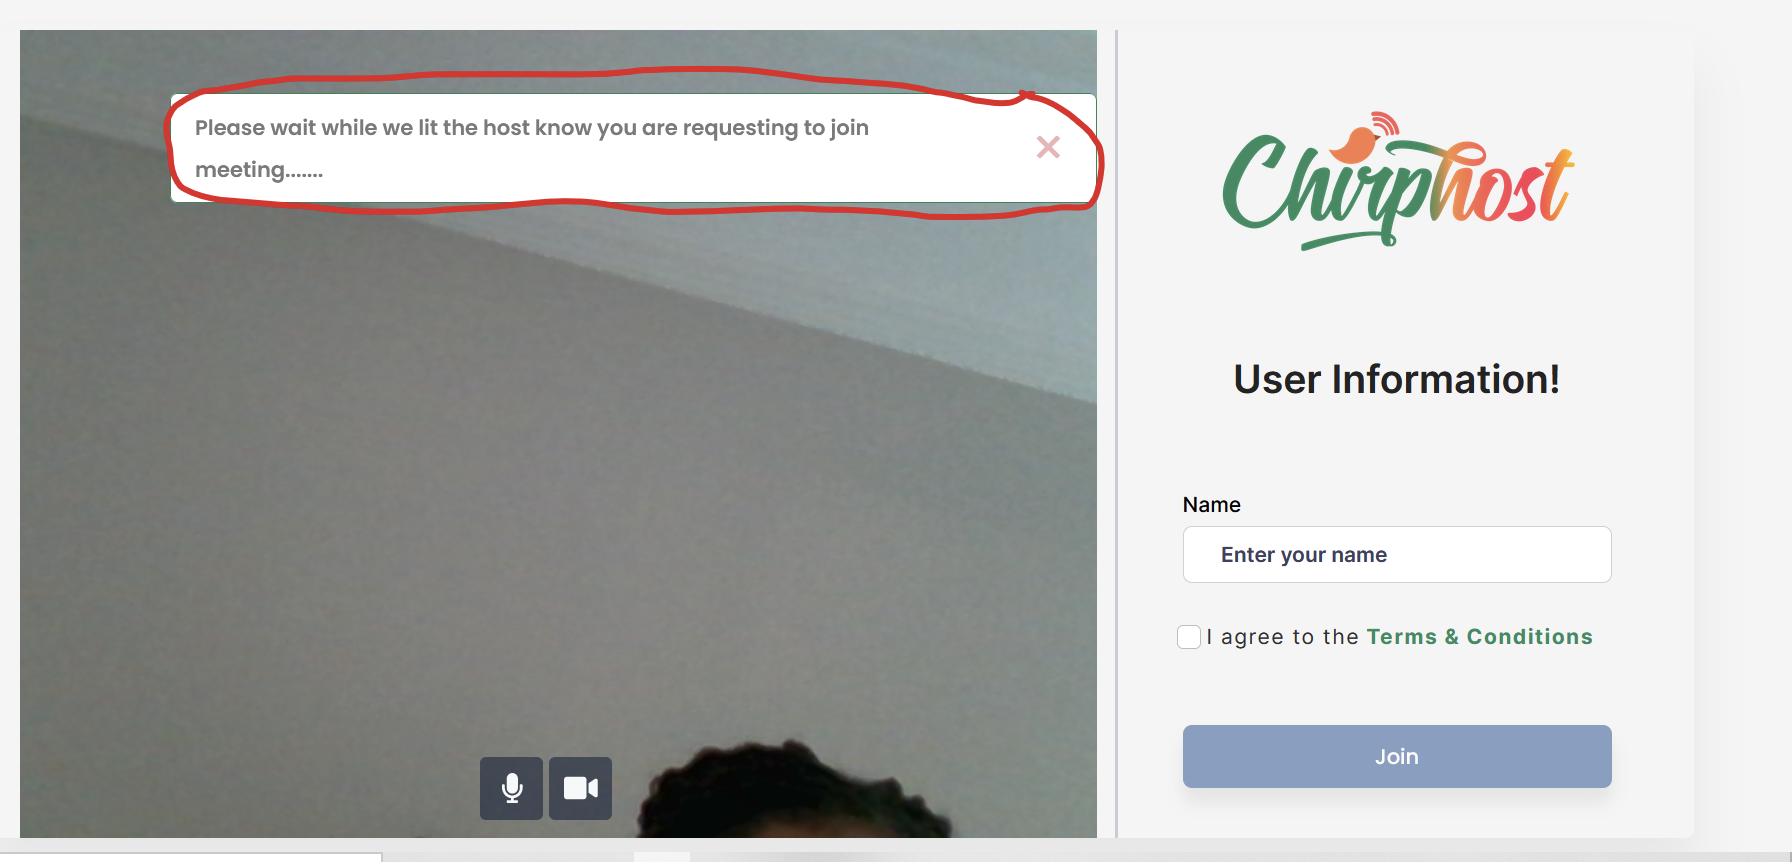 Please wait while we lit the host know you are requesting to join
meeting.......
Chirphost
User Information!
Name
Enter your name
I agree to the Terms & Conditions
Join